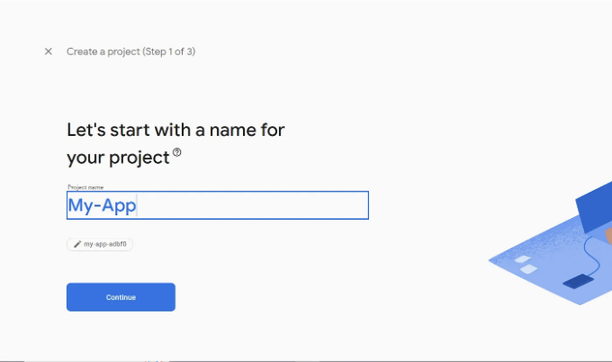 Create a project (Step 1 of 3)
Let's start with a name for
your project
Project name
My-App
my-app-adbf0
Continue